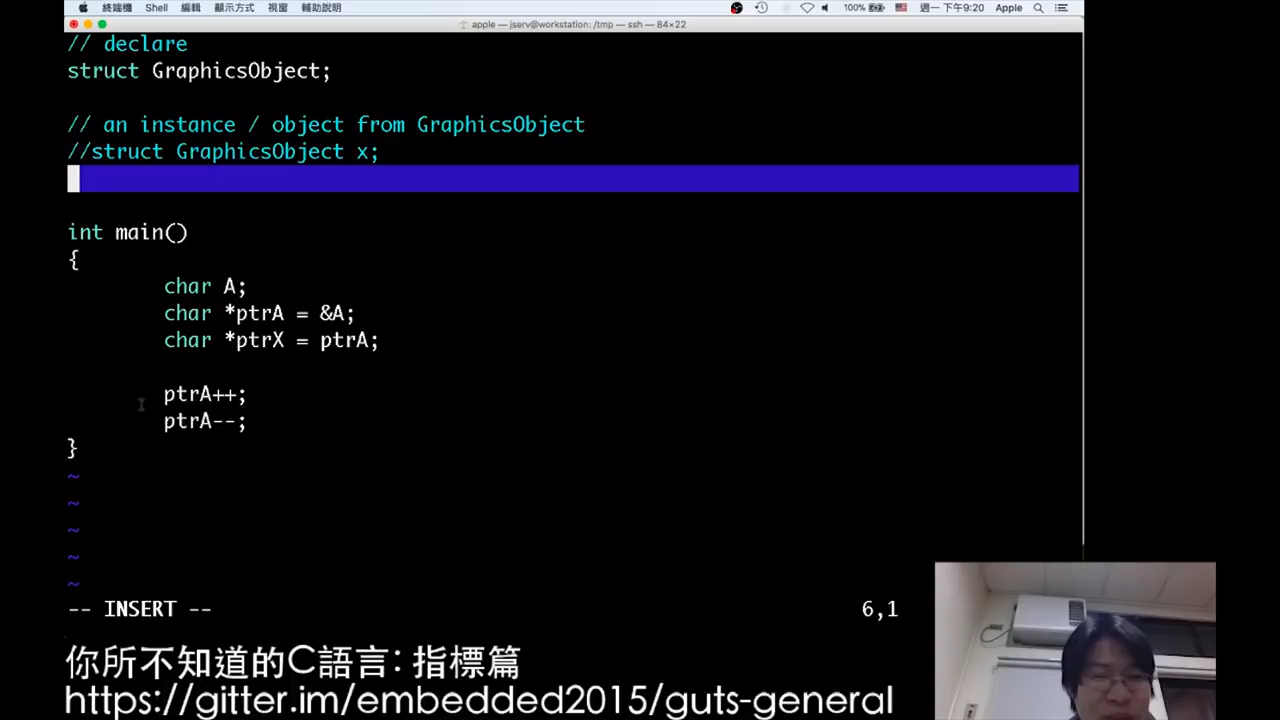 終端機 Shell 編輯 顯示方式 視窗 輔助說明 100% 週一 下午9:20 Apple
apple — jserv@workstation: /tmp — ssh — 84×22
// declare
struct GraphicsObject;
// an instance / object from GraphicsObject
//struct GraphicsObject x;
int main()
{
char A;
char *ptrA = &A;
char *ptrX = ptrA;
ptrA++;
ptrA--;
}
~
~
~
~
~
-- INSERT -- 6,1
你所不知道的C語言: 指標篇
https://gitter.im/embedded2015/guts-general